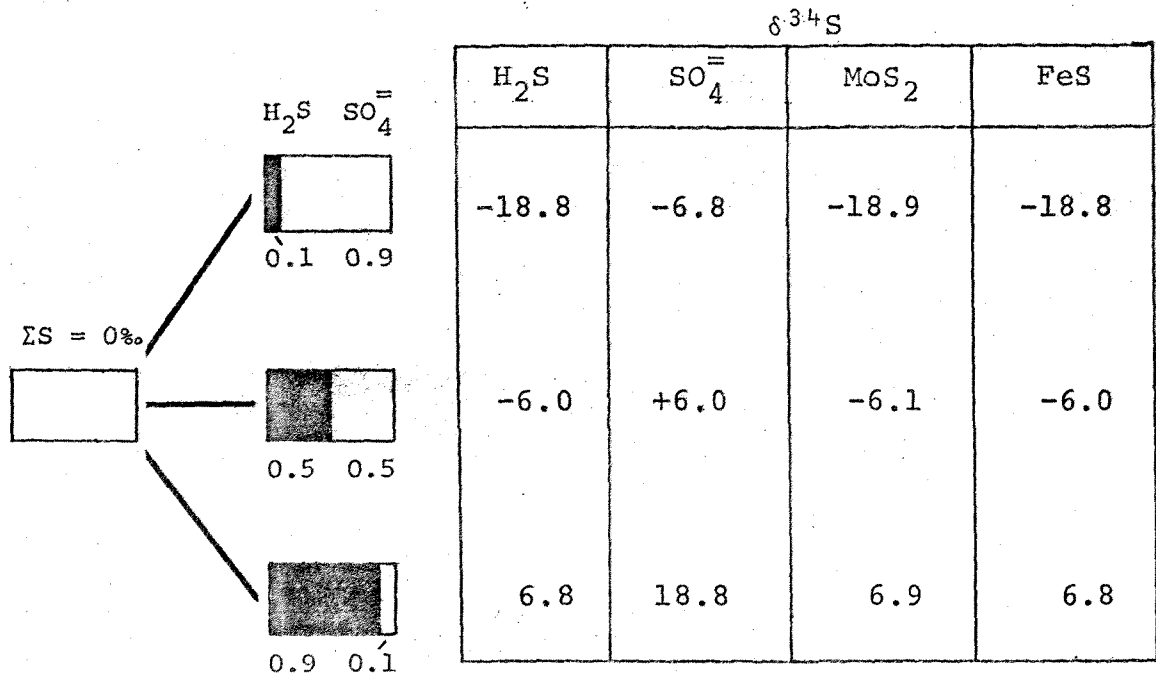 δ³⁴S
H₂S SO₄⁼ MoS₂ FeS
H₂S SO₄⁼
-18.8 -6.8 -18.9 -18.8
0.1 0.9
ΣS = 0‰
-6.0 +6.0 -6.1 -6.0
0.5 0.5
6.8 18.8 6.9 6.8
0.9 0.1